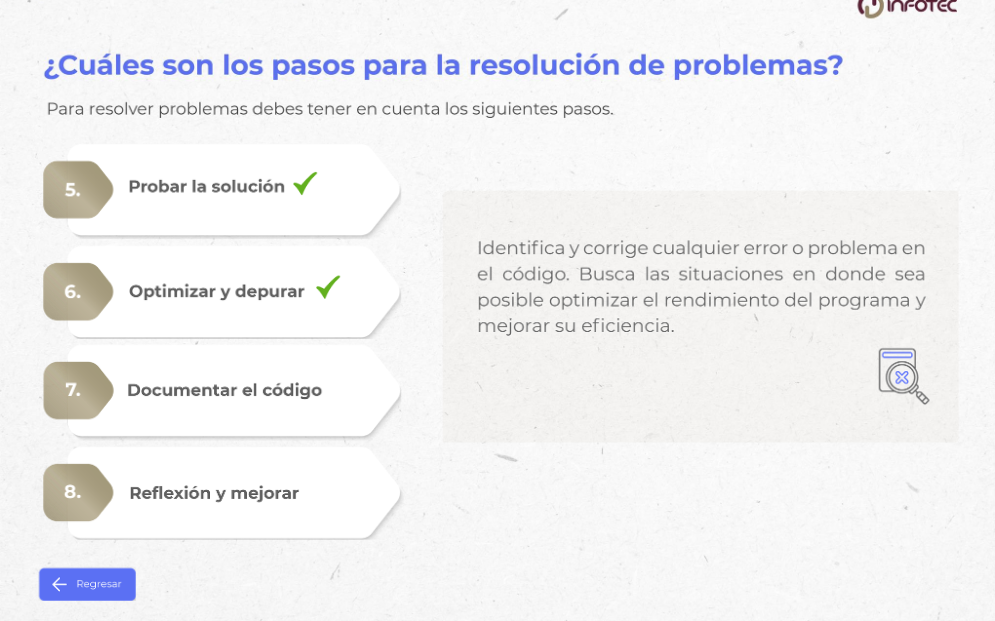 INFOTEC
¿Cuáles son los pasos para la resolución de problemas?
Para resolver problemas debes tener en cuenta los siguientes pasos.
5.
Probar la solución
6.
Optimizar y depurar
7.
Documentar el código
8.
Reflexión y mejorar
Identifica y corrige cualquier error o problema en
el código. Busca las situaciones en donde sea
posible optimizar el rendimiento del programa y
mejorar su eficiencia.
Regresar